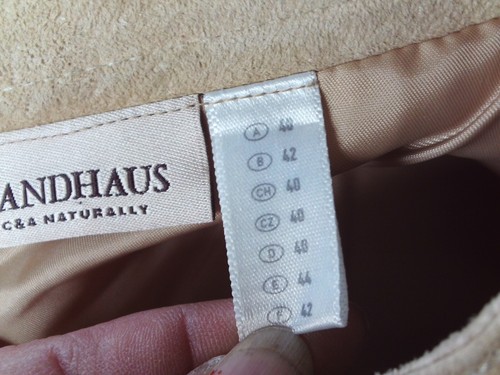 ANDHAUS
C&A NATURALLY
A 40
B 42
CH 40
CZ 40
D 40
E 44
F 42